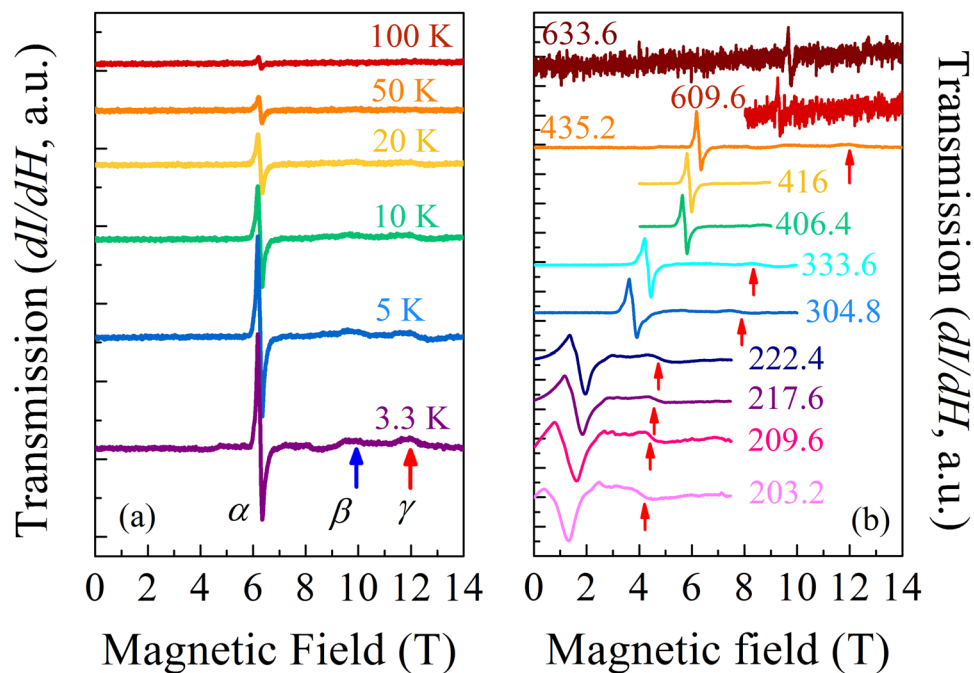 Transmission (dI/dH, a.u.)
100 K
50 K
20 K
10 K
5 K
3.3 K
(a)
α
β
γ
0 2 4 6 8 10 12 14
Magnetic Field (T)
633.6
609.6
435.2
416
406.4
333.6
304.8
222.4
217.6
209.6
203.2
(b)
0 2 4 6 8 10 12 14
Magnetic field (T)
Transmission (dI/dH, a.u.)